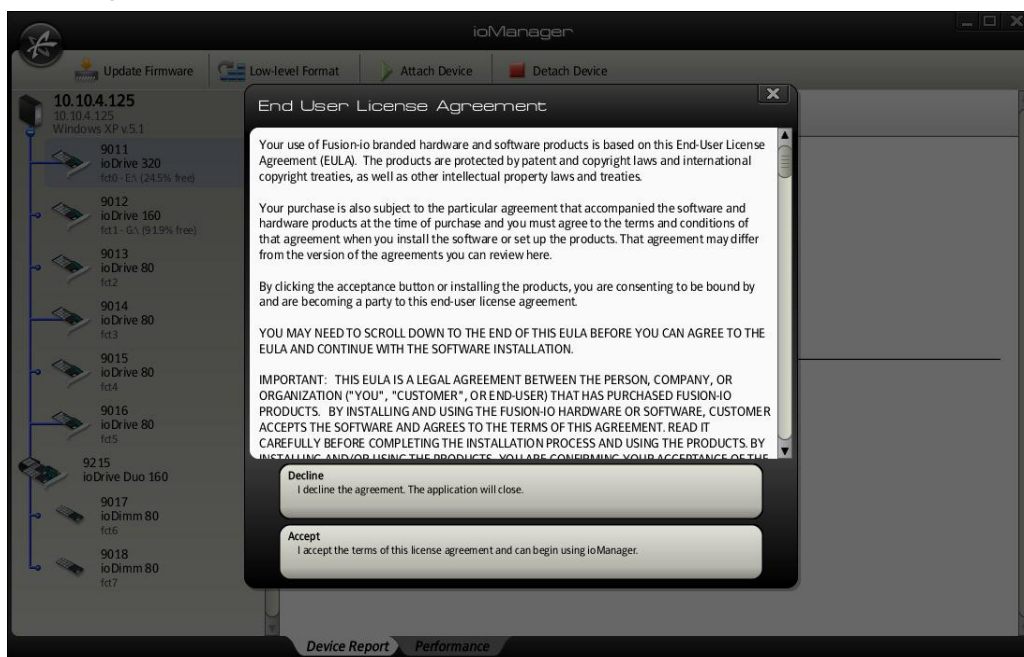 ioManager
Update Firmware
Low-level Format
Attach Device
Detach Device
10.10.4.125
10.10.4.125
Windows XP v.5.1
9011
ioDrive 320
fct0 - E:\ (24.5% free)
9012
ioDrive 160
fct1 - G:\ (91.9% free)
9013
ioDrive 80
fct2
9014
ioDrive 80
fct3
9015
ioDrive 80
fct4
9016
ioDrive 80
fct5
9215
ioDrive Duo 160
9017
ioDimm 80
fct6
9018
ioDimm 80
fct7
End User License Agreement
Your use of Fusion-io branded hardware and software products is based on this End-User License
Agreement (EULA). The products are protected by patent and copyright laws and international
copyright treaties, as well as other intellectual property laws and treaties.
Your purchase is also subject to the particular agreement that accompanied the software and
hardware products at the time of purchase and you must agree to the terms and conditions of
that agreement when you install the software or set up the products. That agreement may differ
from the version of the agreements you can review here.
By clicking the acceptance button or installing the products, you are consenting to be bound by
and are becoming a party to this end-user license agreement.
YOU MAY NEED TO SCROLL DOWN TO THE END OF THIS EULA BEFORE YOU CAN AGREE TO THE
EULA AND CONTINUE WITH THE SOFTWARE INSTALLATION.
IMPORTANT: THIS EULA IS A LEGAL AGREEMENT BETWEEN THE PERSON, COMPANY, OR
ORGANIZATION ("YOU", "CUSTOMER", OR END-USER) THAT HAS PURCHASED FUSION-IO
PRODUCTS. BY INSTALLING AND USING THE FUSION-IO HARDWARE OR SOFTWARE, CUSTOMER
ACCEPTS THE SOFTWARE AND AGREES TO THE TERMS OF THIS AGREEMENT. READ IT
CAREFULLY BEFORE COMPLETING THE INSTALLATION PROCESS AND USING THE PRODUCTS. BY
INSTALLING AND/OR USING THE PRODUCTS, YOU ARE CONFIRMING YOUR ACCEPTANCE OF THE
Decline
I decline the agreement. The application will close.
Accept
I accept the terms of this license agreement and can begin using ioManager.
Device Report
Performance